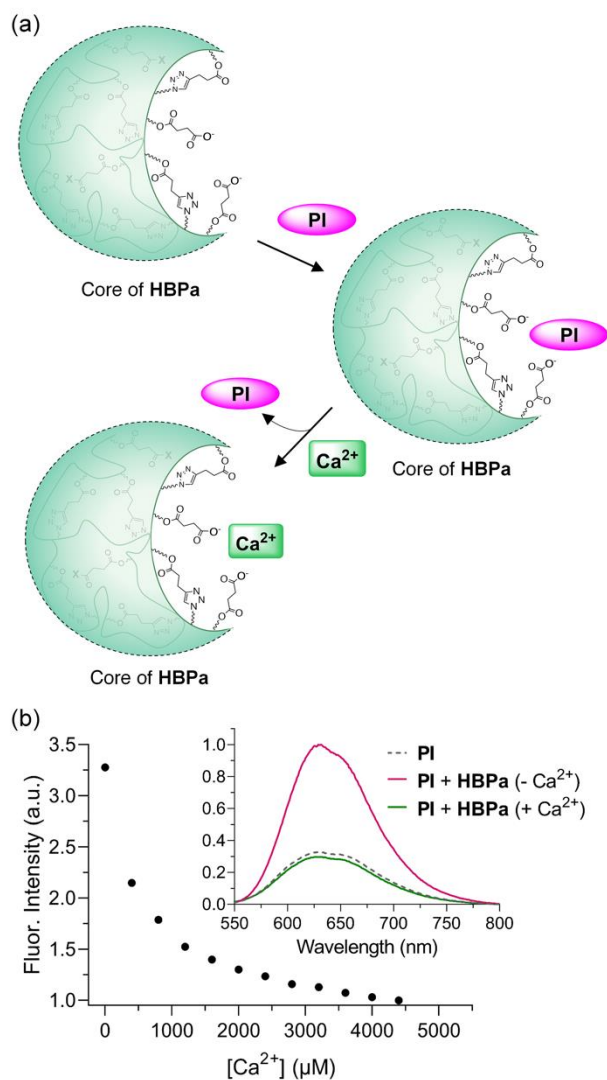 (a)
PI
Core of HBPa
PI
PI
Ca²⁺
Core of HBPa
Ca²⁺
Core of HBPa
(b)
3.5
3.0
2.5
2.0
1.5
1.0
Fluor. Intensity (a.u.)
0
1000
2000
3000
4000
5000
[Ca²⁺] (µM)
1.0
0.8
0.6
0.4
0.2
0.0
550
600
650
700
750
800
Wavelength (nm)
PI
PI + HBPa (- Ca²⁺)
PI + HBPa (+ Ca²⁺)